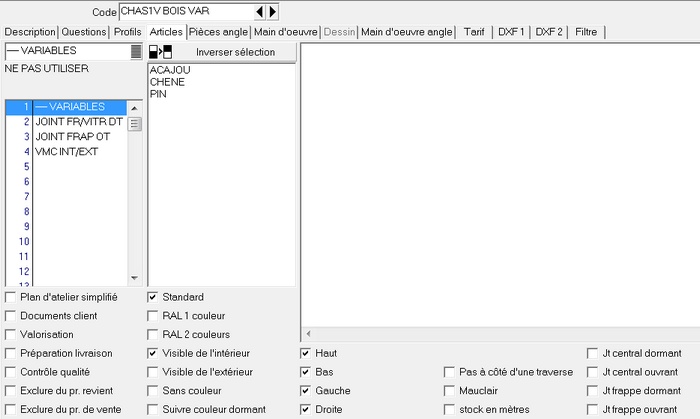 Code CHAS1V BOIS VAR
Description Questions Profils Articles Pièces angle Main d'oeuvre Dessin Main d'oeuvre angle Tarif DXF 1 DXF 2 Filtre
— VARIABLES Inverser sélection
NE PAS UTILISER
ACAJOU
CHENE
PIN
1 — VARIABLES
2 JOINT FR/VITR DT
3 JOINT FRAP OT
4 VMC INT/EXT
5
6
7
8
9
10
11
12
13
Plan d'atelier simplifié Standard
Documents client RAL 1 couleur
Valorisation RAL 2 couleurs
Préparation livraison Visible de l'intérieur Haut Jt central dormant
Contrôle qualité Visible de l'extérieur Bas Pas à côté d'une traverse Jt central ouvrant
Exclure du pr. revient Sans couleur Gauche Mauclair Jt frappe dormant
Exclure du pr. de vente Suivre couleur dormant Droite stock en mètres Jt frappe ouvrant